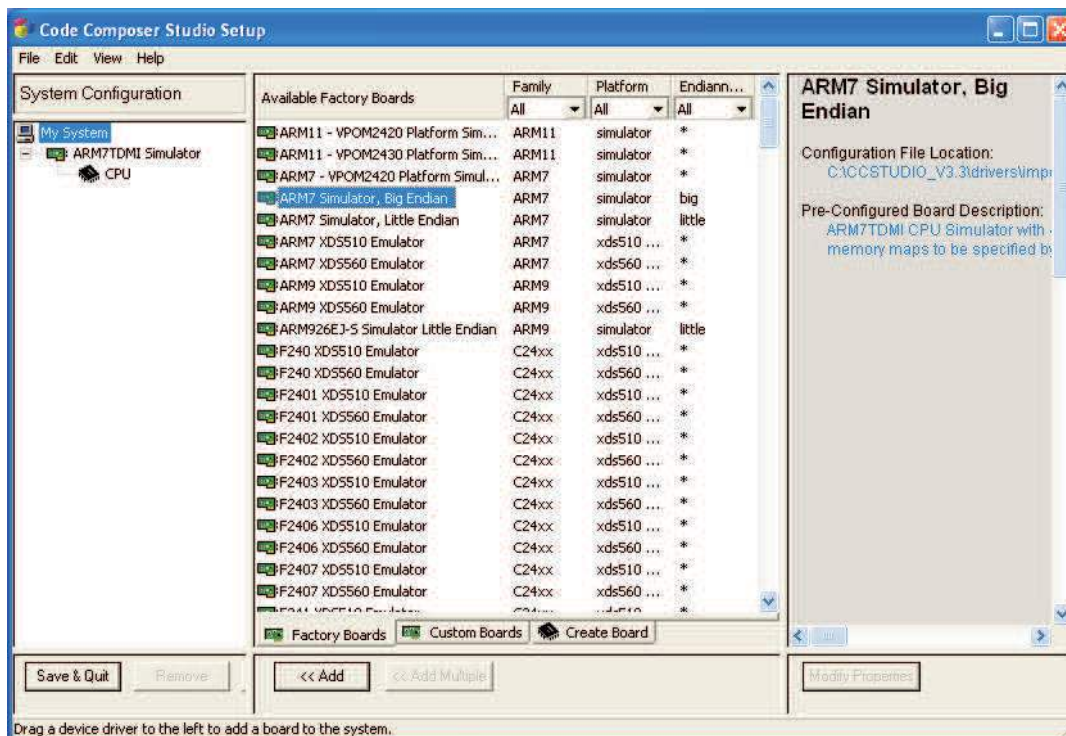 Code Composer Studio Setup
File Edit View Help
System Configuration
My System
ARM7TDMI Simulator
CPU
Available Factory Boards Family Platform Endiann...
All All All
ARM11 - VPOM2420 Platform Sim... ARM11 simulator *
ARM11 - VPOM2430 Platform Sim... ARM11 simulator *
ARM7 - VPOM2420 Platform Simul... ARM7 simulator *
ARM7 Simulator, Big Endian ARM7 simulator big
ARM7 Simulator, Little Endian ARM7 simulator little
ARM7 XDS510 Emulator ARM7 xds510 ... *
ARM7 XDS560 Emulator ARM7 xds560 ... *
ARM9 XDS510 Emulator ARM9 xds510 ... *
ARM9 XDS560 Emulator ARM9 xds560 ... *
ARM926EJ-S Simulator Little Endian ARM9 simulator little
F240 XDS510 Emulator C24xx xds510 ... *
F240 XDS560 Emulator C24xx xds560 ... *
F2401 XDS510 Emulator C24xx xds510 ... *
F2401 XDS560 Emulator C24xx xds560 ... *
F2402 XDS510 Emulator C24xx xds510 ... *
F2402 XDS560 Emulator C24xx xds560 ... *
F2403 XDS510 Emulator C24xx xds510 ... *
F2403 XDS560 Emulator C24xx xds560 ... *
F2406 XDS510 Emulator C24xx xds510 ... *
F2406 XDS560 Emulator C24xx xds560 ... *
F2407 XDS510 Emulator C24xx xds510 ... *
F2407 XDS560 Emulator C24xx xds560 ... *
Factory Boards Custom Boards Create Board
ARM7 Simulator, Big
Endian
Configuration File Location:
C:\CCSTUDIO_V3.3\drivers\imp
Pre-Configured Board Description:
ARM7TDMI CPU Simulator with
memory maps to be specified b
Save & Quit Remove << Add << Add Multiple Modify Properties
Drag a device driver to the left to add a board to the system.